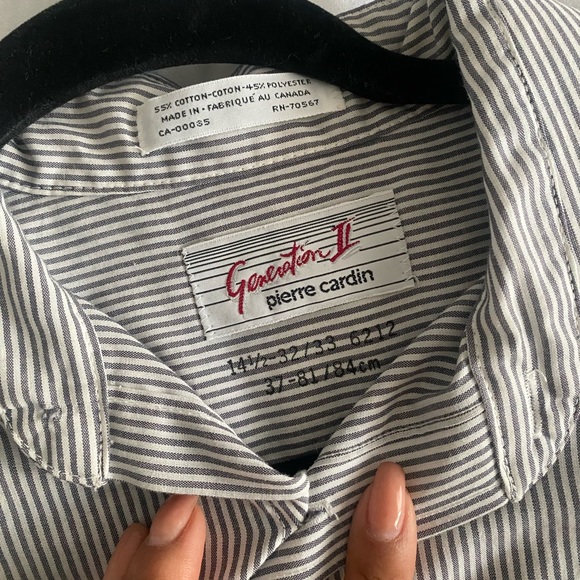 55% COTTON-COTON-45% POLYESTER
MADE IN-FABRIQUÉ AU CANADA
CA-00035 RN-70567
Generation II
pierre cardin
14½-32/33 6212
37-81/84cm